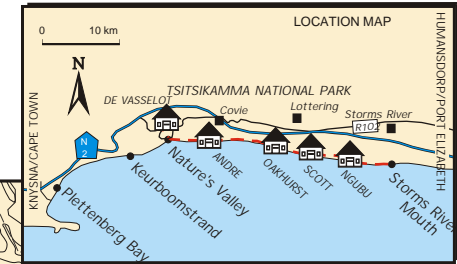 LOCATION MAP
0 10 km
N
TSITSIKAMMA NATIONAL PARK
DE VASSELOT
Covie
Lottering
Storms River
R102
N
2
KNYSNA/CAPE TOWN
HUMANSDORP/PORT ELIZABETH
ANDRE
OAKHURST
SCOTT
NGUBU
Nature's Valley
Keurboomstrand
Plettenberg Bay
Storms River
Mouth